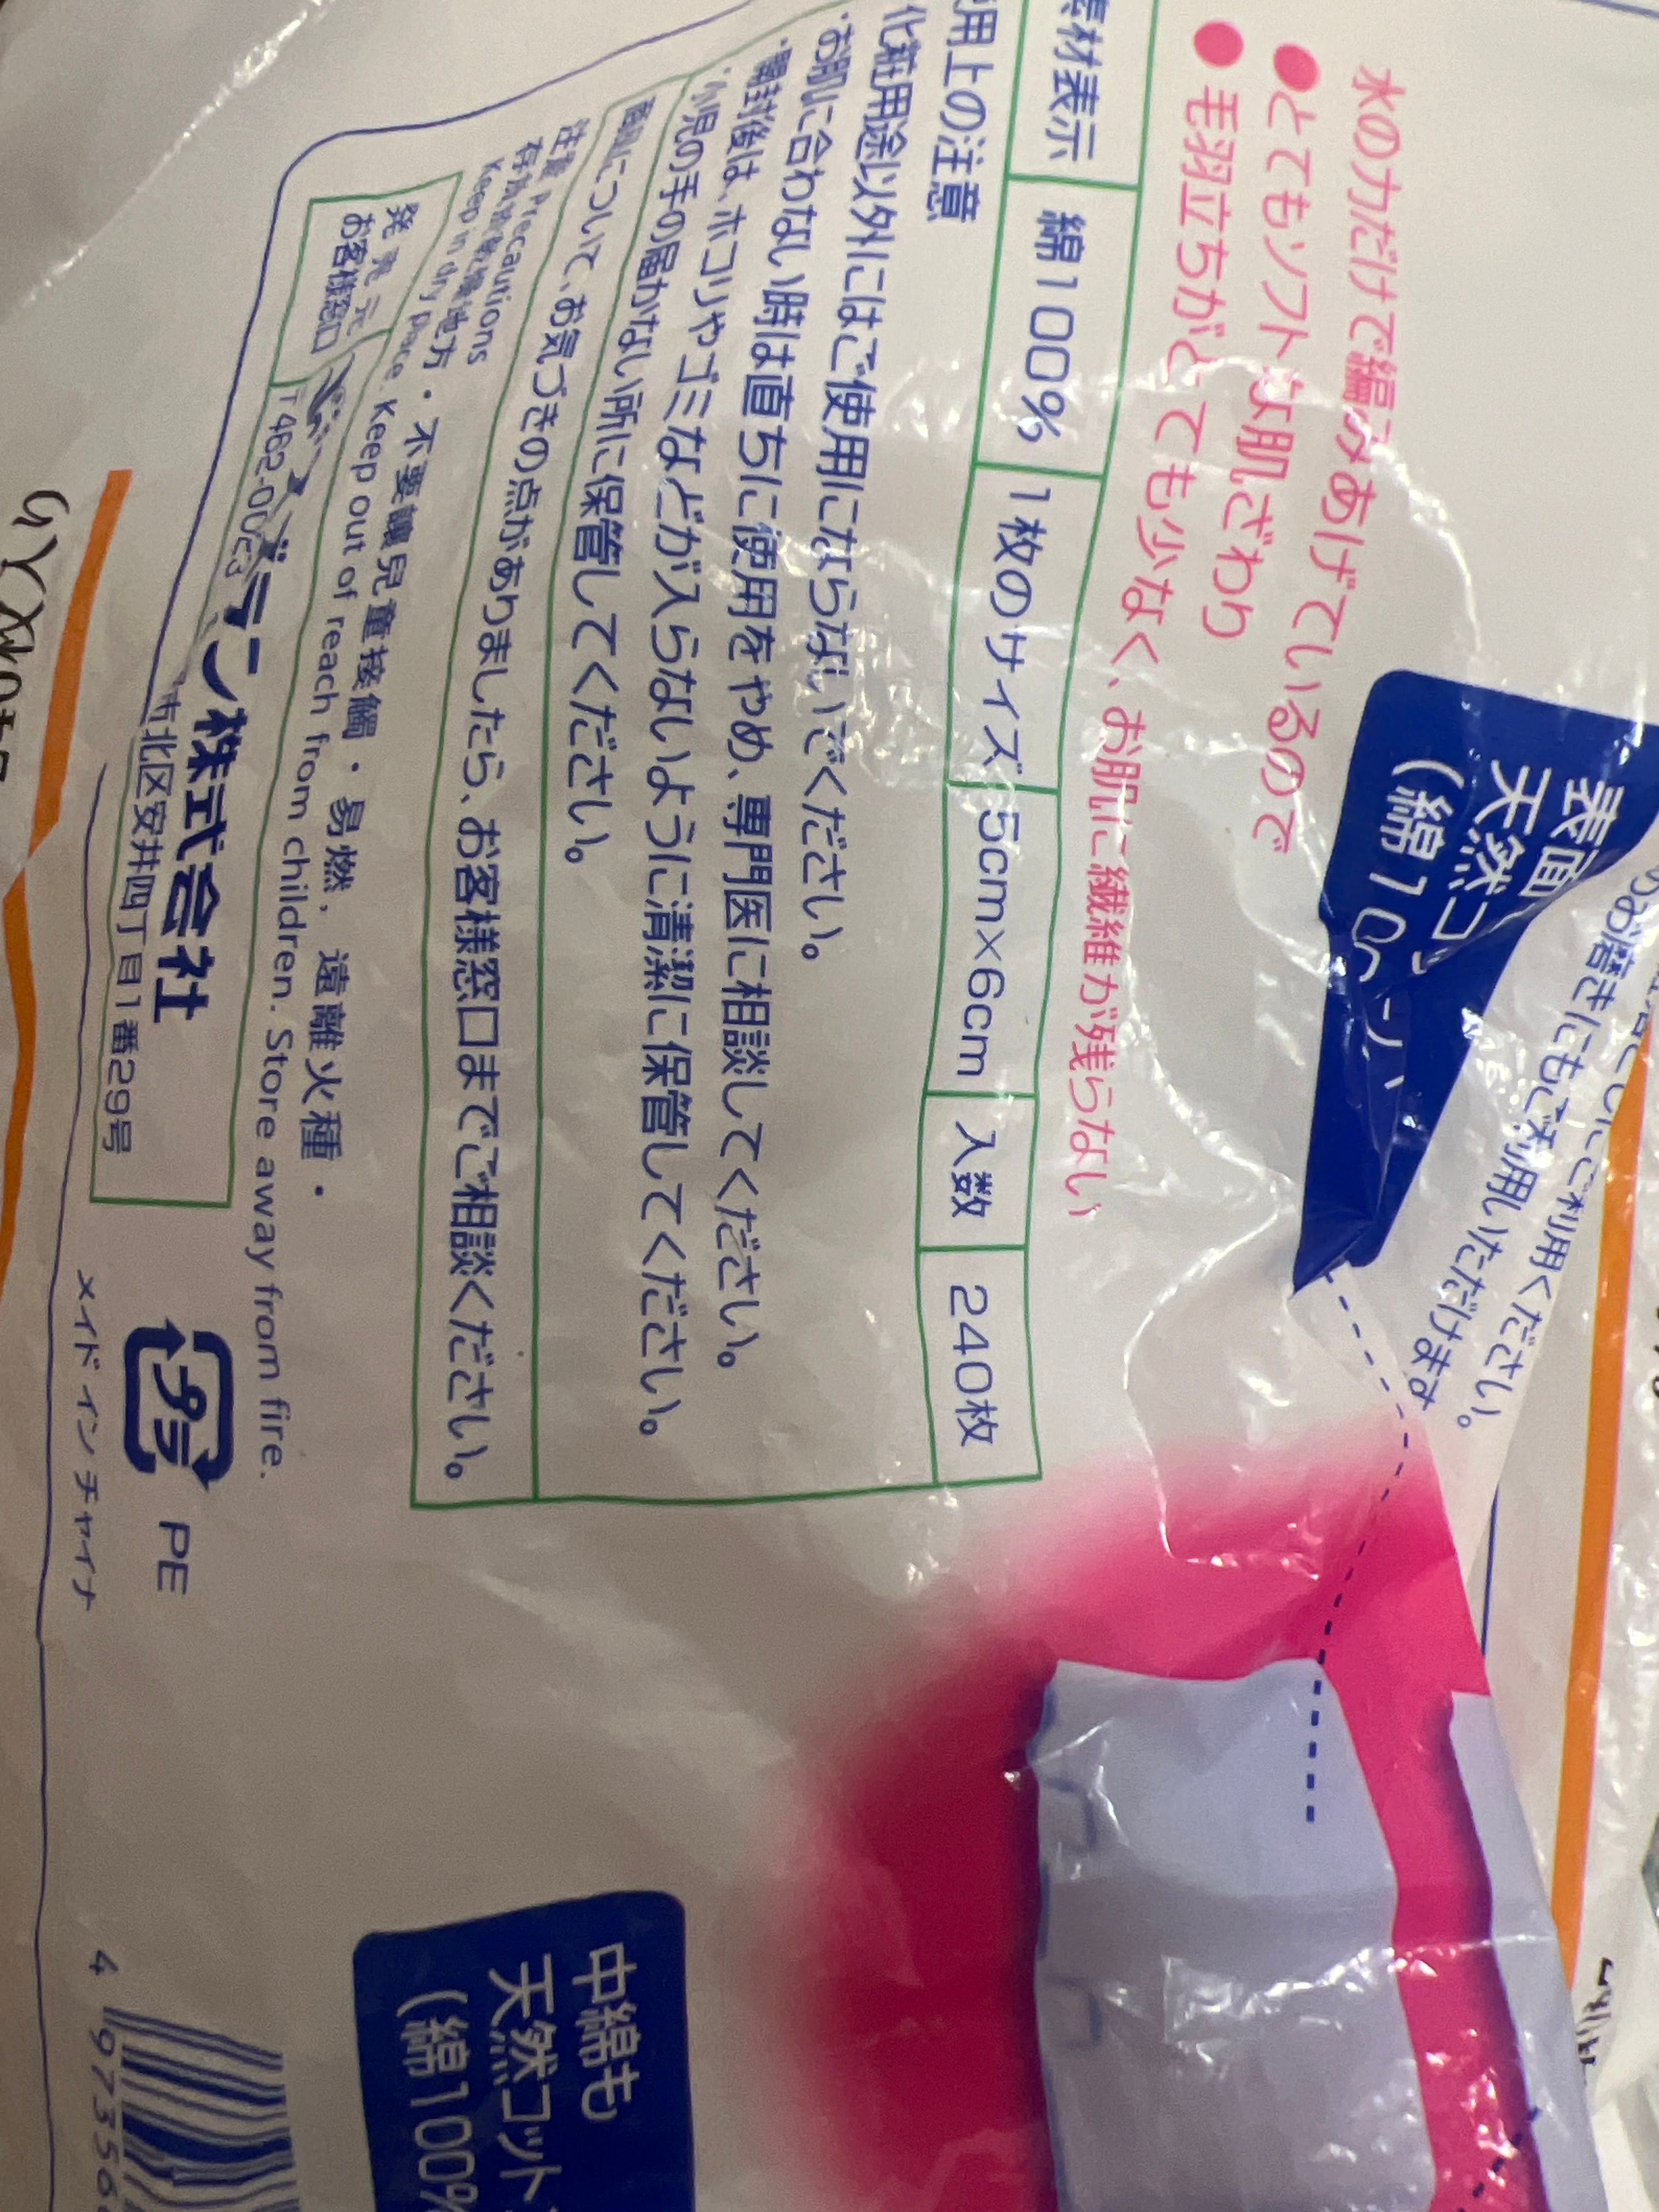 水の力だけで編みあげているので
●とてもソフトな肌ざわり
●毛羽立ちがとても少なく、お肌に繊維が残らない
素材表示 綿100% 1枚のサイズ 5cm×6cm 入数 240枚
使用上の注意
化粧用途以外にはご使用にならないでください。
・お肌に合わない時は直ちに使用をやめ、専門医に相談してください。
・開封後は、ホコリやゴミなどが入らないように清潔に保管してください。
・小児の手の届かない所に保管してください。
商品について、お気づきの点がありましたら、お客様窓口までご相談ください。
注意 Precautions
・不要讓兒童接觸・易燃，遠離火種・
Keep in dry place. Keep out of reach from children. Store away from fire.
発売元
お客様窓口
ラン株式会社
〒462-00
市北区安井四丁目1番29号
PE
メイド イン チャイナ
表面
天然コッ
(綿100
ご利用ください。
お磨きにもご利用いただけます
中綿も
天然コット
(綿100%
4 97356